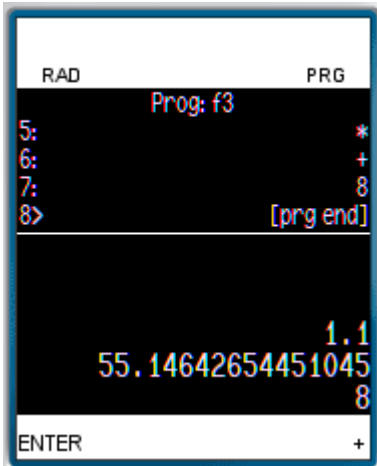 RAD PRG
Prog: f3
5: *
6: +
7: 8
8> [prg end]
1.1
55.14642654451045
8
ENTER +